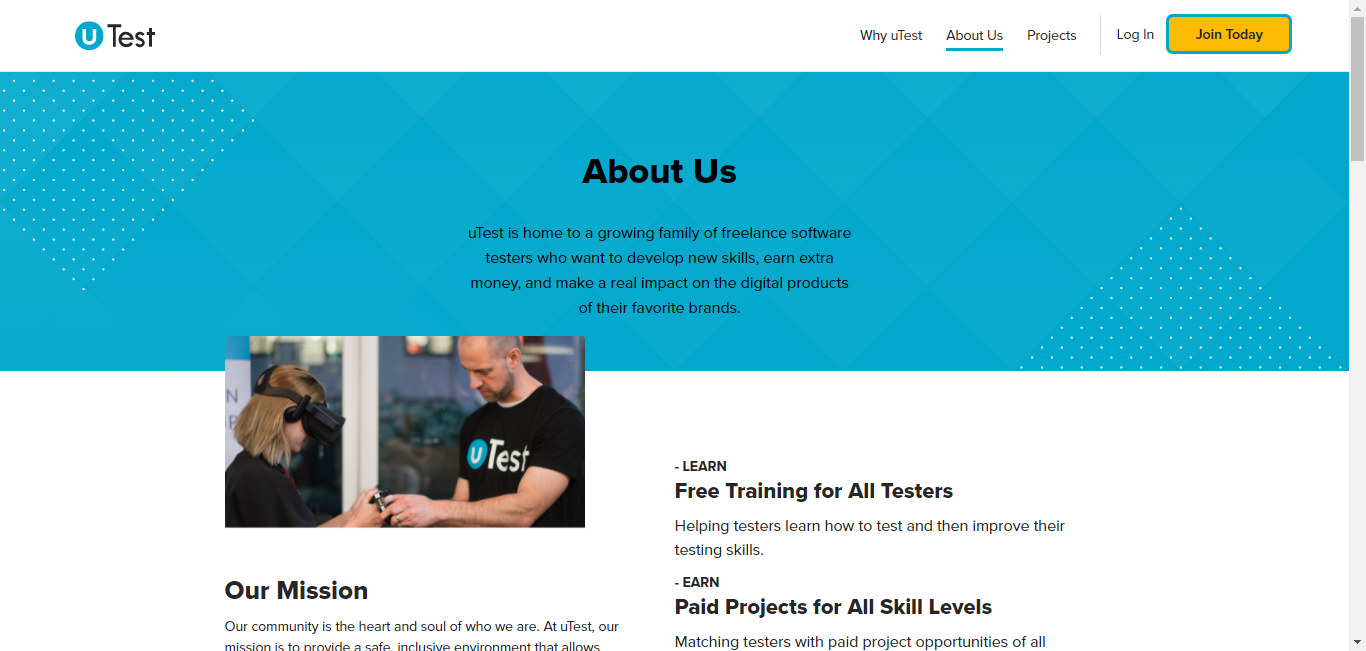 uTest
Why uTest
About Us
Projects
Log In
Join Today
About Us
uTest is home to a growing family of freelance software
testers who want to develop new skills, earn extra
money, and make a real impact on the digital products
of their favorite brands.
uTest
Our Mission
Our community is the heart and soul of who we are. At uTest, our
mission is to provide a safe, inclusive environment that allows
- LEARN
Free Training for All Testers
Helping testers learn how to test and then improve their
testing skills.
- EARN
Paid Projects for All Skill Levels
Matching testers with paid project opportunities of all